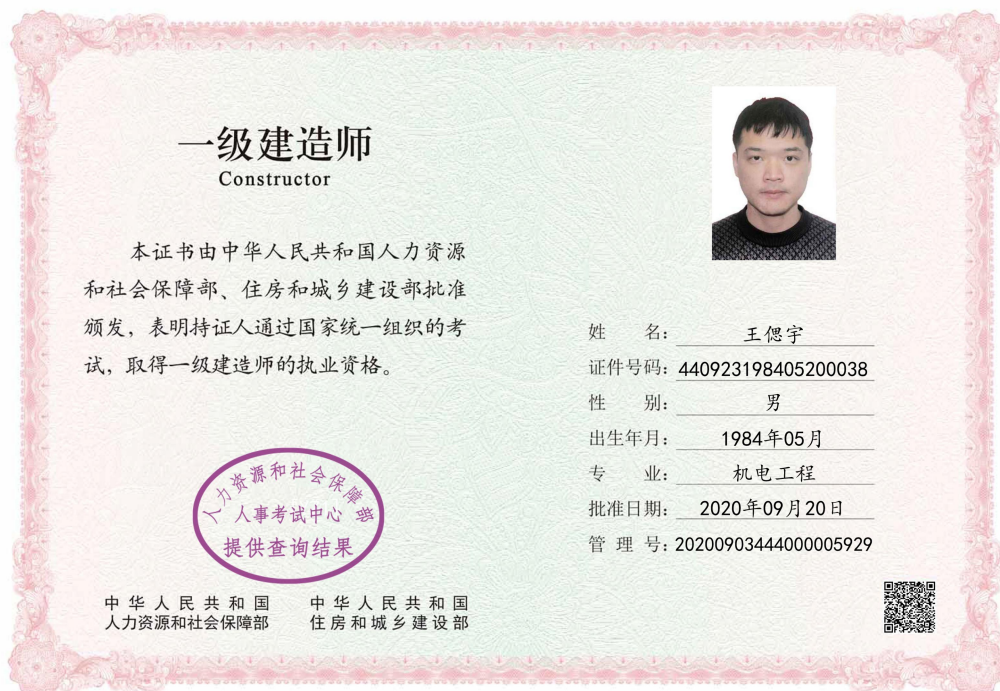 一级建造师
Constructor
本证书由中华人民共和国人力资源
和社会保障部、住房和城乡建设部批准
颁发，表明持证人通过国家统一组织的考
试，取得一级建造师的执业资格。
人力资源和社会保障部
人事考试中心
提供查询结果
中华人民共和国
人力资源和社会保障部
中华人民共和国
住房和城乡建设部
姓 名：王偲宇
证件号码：440923198405200038
性 别：男
出生年月：1984年05月
专 业：机电工程
批准日期：2020年09月20日
管 理 号：20200903444000005929